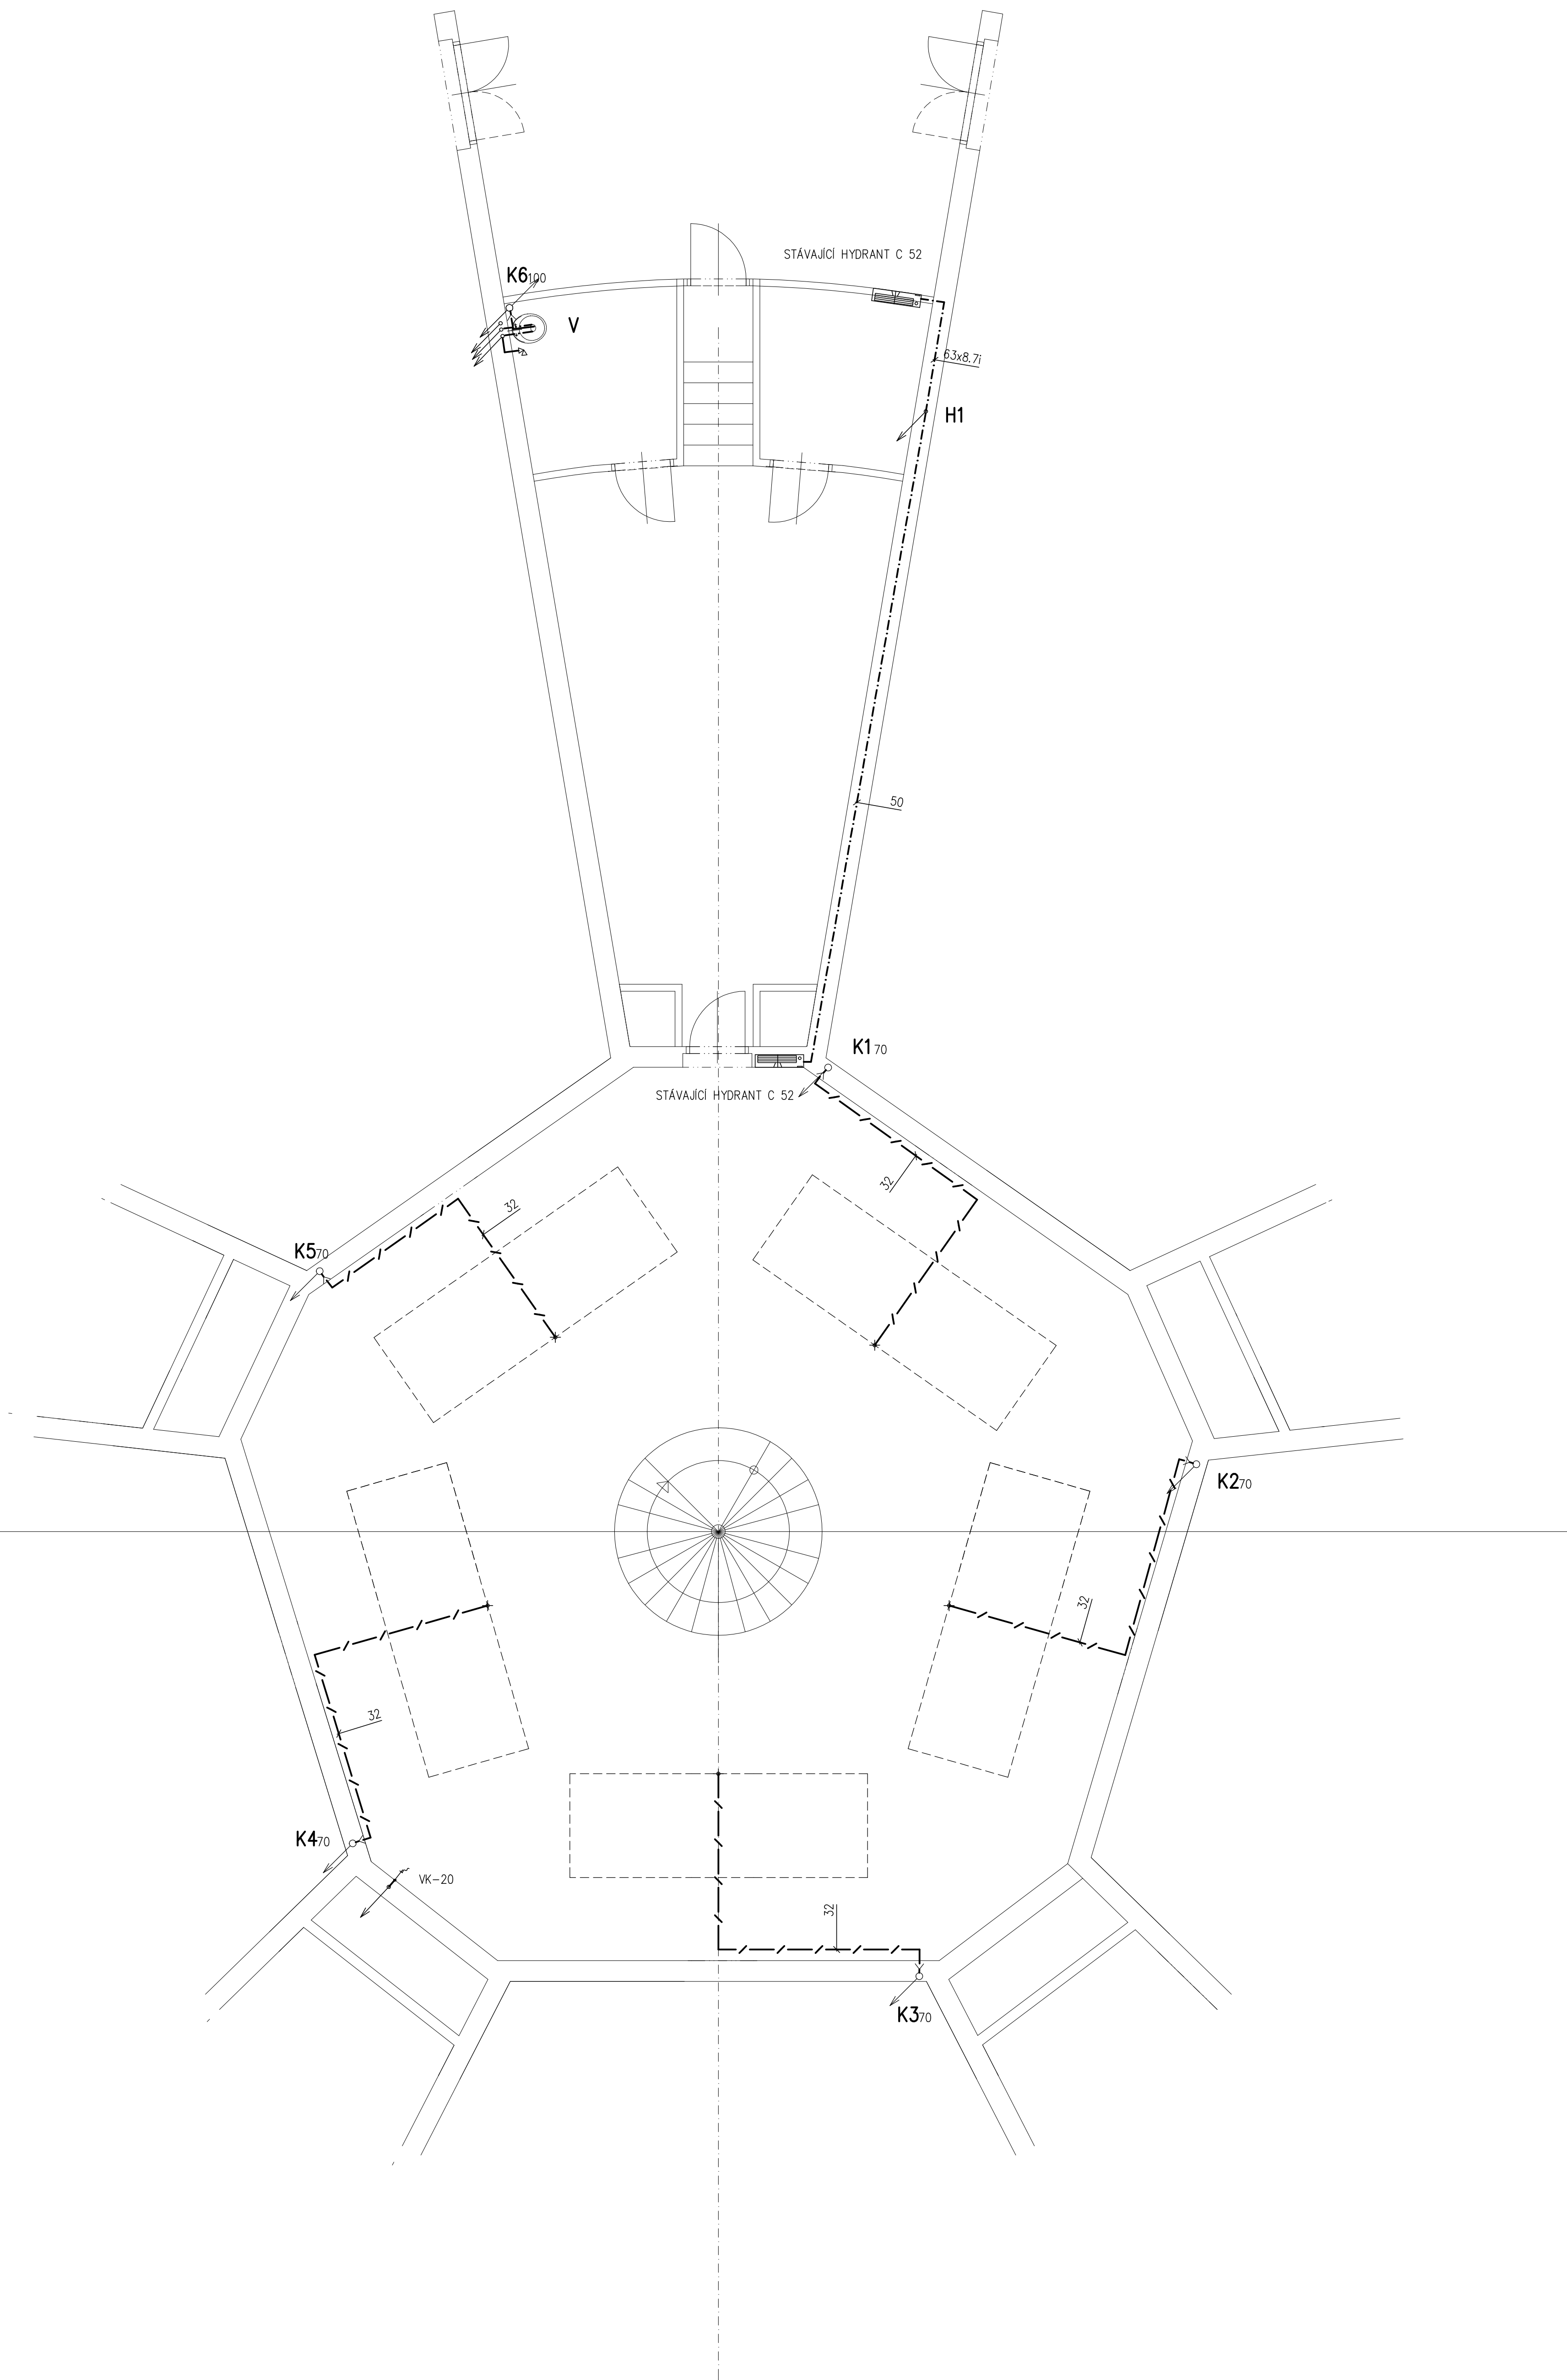 STÁVAJÍCÍ HYDRANT C 52
K6100
V
63x8.7i
H1
50
K1 70
STÁVAJÍCÍ HYDRANT C 52
32
32
K570
K270
32
32
K470
VK-20
32
K370